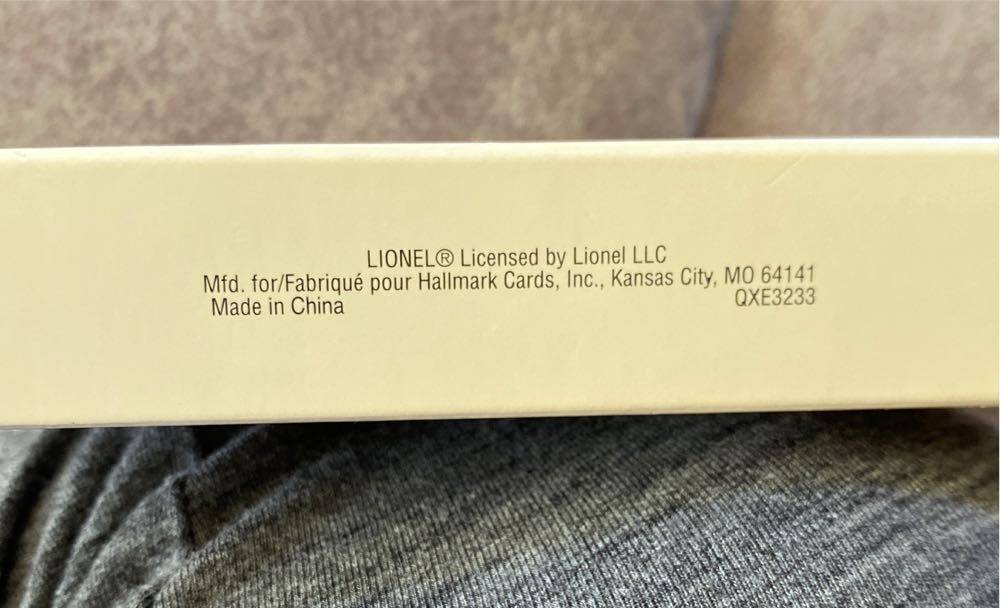 LIONEL® Licensed by Lionel LLC
Mfd. for/Fabriqué pour Hallmark Cards, Inc., Kansas City, MO 64141
Made in China QXE3233